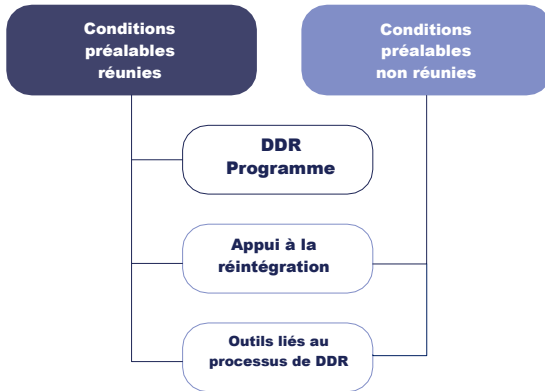 Conditions
préalables
réunies
Conditions
préalables
non réunies
DDR
Programme
Appui à la
réintégration
Outils liés au
processus de DDR